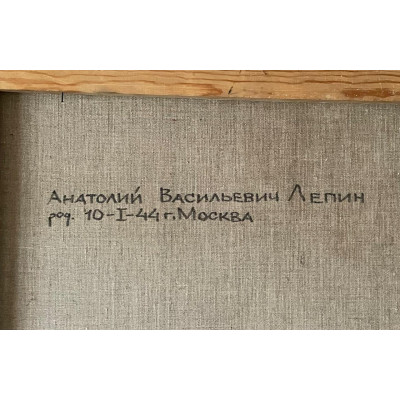 Анатолий Васильевич Лепин
род. 10-I-44 г. Москва